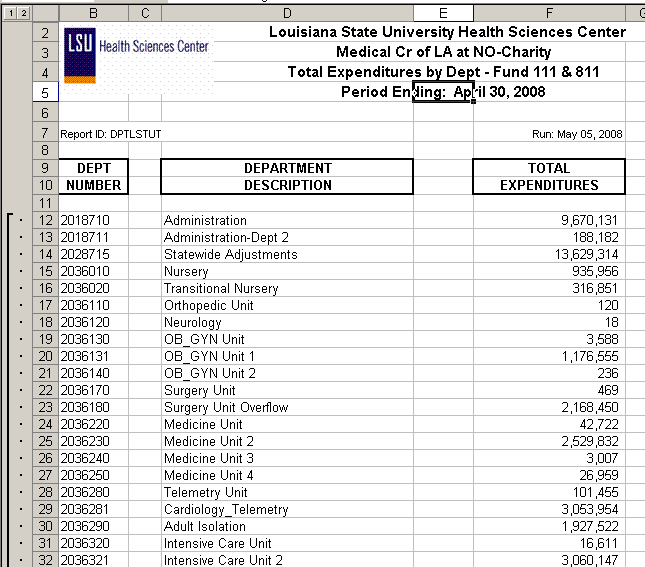 1 2 B C D E F
2 Louisiana State University Health Sciences Center
LSU Health Sciences Center
3 Medical Cr of LA at NO-Charity
4 Total Expenditures by Dept - Fund 111 & 811
5 Period Ending: April 30, 2008
6
7 Report ID: DPTLSTUT Run: May 05, 2008
8
9 DEPT DEPARTMENT TOTAL
10 NUMBER DESCRIPTION EXPENDITURES
11
12 2018710 Administration 9,670,131
13 2018711 Administration-Dept 2 188,182
14 2028715 Statewide Adjustments 13,629,314
15 2036010 Nursery 935,956
16 2036020 Transitional Nursery 316,851
17 2036110 Orthopedic Unit 120
18 2036120 Neurology 18
19 2036130 OB_GYN Unit 3,588
20 2036131 OB_GYN Unit 1 1,176,555
21 2036140 OB_GYN Unit 2 236
22 2036170 Surgery Unit 469
23 2036180 Surgery Unit Overflow 2,168,450
24 2036220 Medicine Unit 42,722
25 2036230 Medicine Unit 2 2,529,832
26 2036240 Medicine Unit 3 3,007
27 2036250 Medicine Unit 4 26,959
28 2036280 Telemetry Unit 101,455
29 2036281 Cardiology_Telemetry 3,053,954
30 2036290 Adult Isolation 1,927,522
31 2036320 Intensive Care Unit 16,611
32 2036321 Intensive Care Unit 2 3,060,147